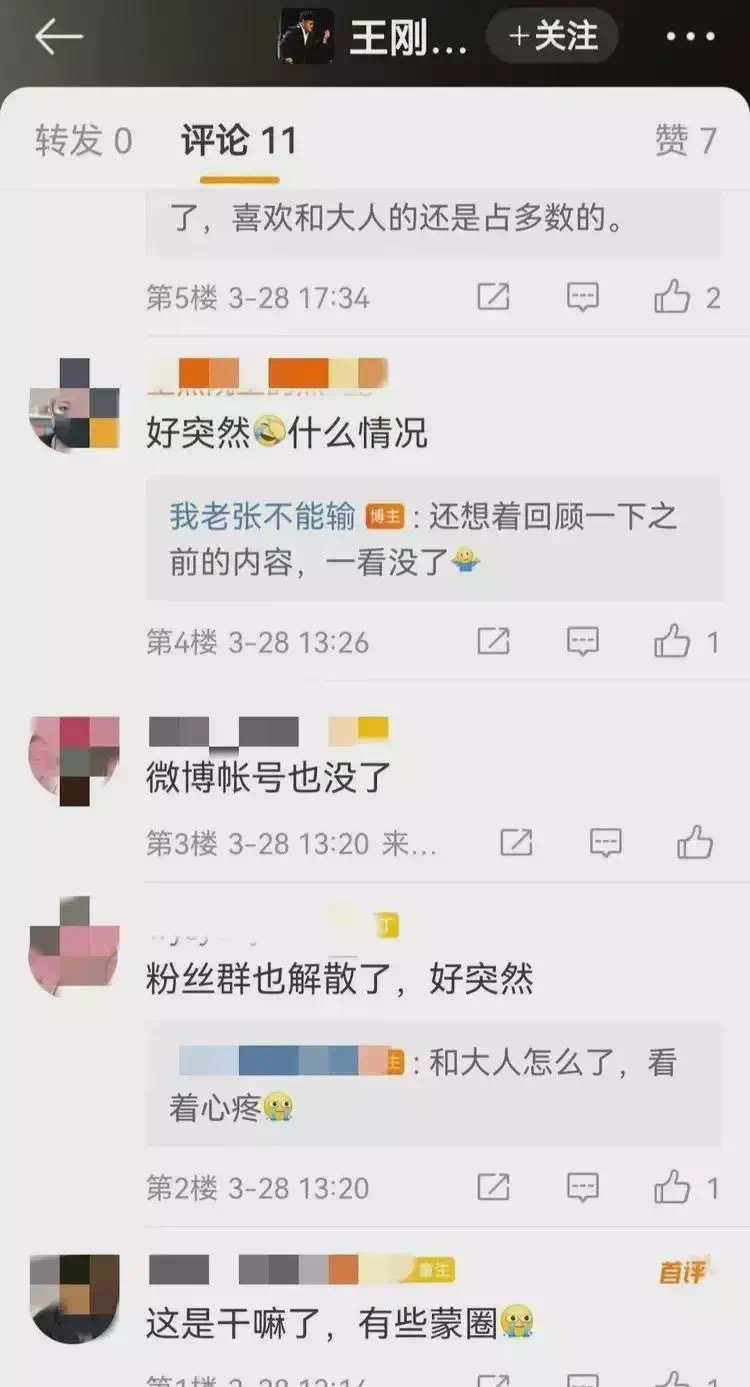 王刚...
+关注
转发 0
评论 11
赞 7
了，喜欢和大人的还是占多数的。
第5楼 3-28 17:34
2
好突然什么情况
我老张不能输 博主：还想着回顾一下之
前的内容，一看没了
第4楼 3-28 13:26
1
微博帐号也没了
第3楼 3-28 13:20 来...
粉丝群也解散了，好突然
：和大人怎么了，看
着心疼
第2楼 3-28 13:20
1
童生
首评
这是干嘛了，有些蒙圈